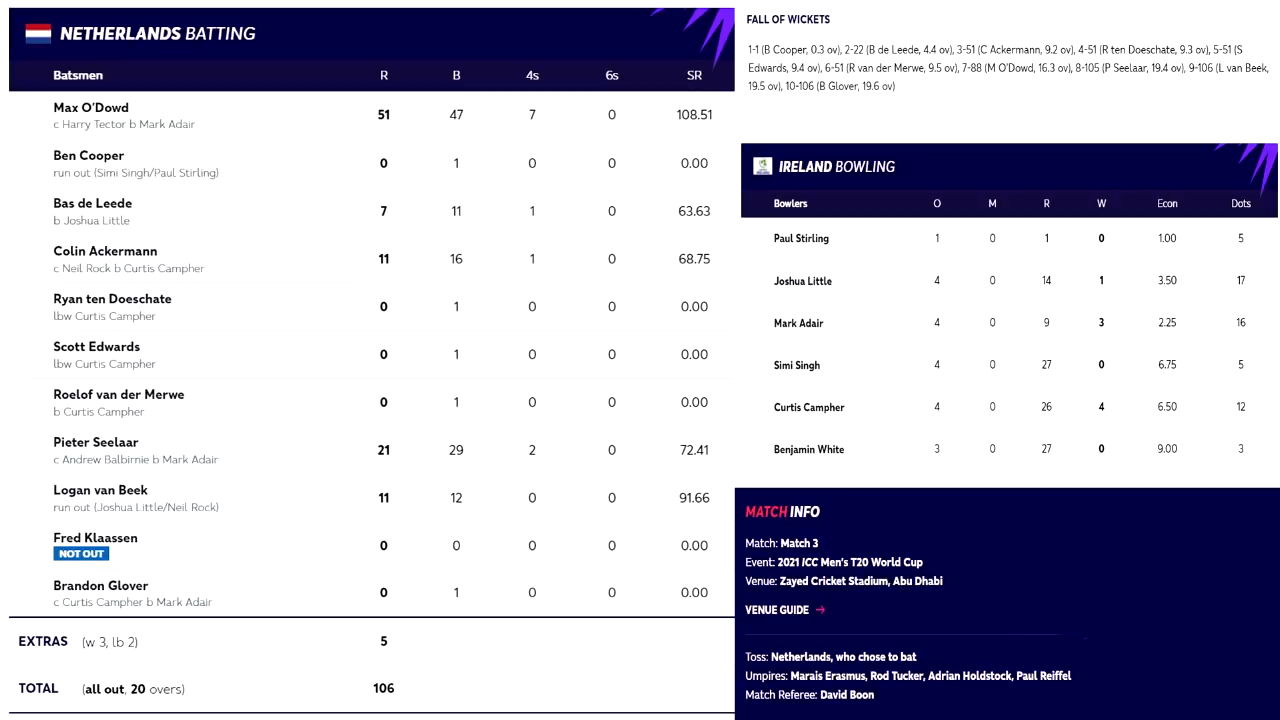 NETHERLANDS BATTING
Batsmen R B 4s 6s SR
Max O'Dowd
c Harry Tector b Mark Adair
51 47 7 0 108.51
Ben Cooper
run out (Simi Singh/Paul Stirling)
0 1 0 0 0.00
Bas de Leede
b Joshua Little
7 11 1 0 63.63
Colin Ackermann
c Neil Rock b Curtis Campher
11 16 1 0 68.75
Ryan ten Doeschate
lbw Curtis Campher
0 1 0 0 0.00
Scott Edwards
lbw Curtis Campher
0 1 0 0 0.00
Roelof van der Merwe
b Curtis Campher
0 1 0 0 0.00
Pieter Seelaar
c Andrew Balbirnie b Mark Adair
21 29 2 0 72.41
Logan van Beek
run out (Joshua Little/Neil Rock)
11 12 0 0 91.66
Fred Klaassen
NOT OUT
0 0 0 0 0.00
Brandon Glover
c Curtis Campher b Mark Adair
0 1 0 0 0.00
EXTRAS (w 3, lb 2) 5
TOTAL (all out, 20 overs) 106
FALL OF WICKETS
1-1 (B Cooper, 0.3 ov), 2-22 (B de Leede, 4.4 ov), 3-51 (C Ackermann, 9.2 ov), 4-51 (R ten Doeschate, 9.3 ov), 5-51 (S
Edwards, 9.4 ov), 6-51 (R van der Merwe, 9.5 ov), 7-88 (M O'Dowd, 16.3 ov), 8-105 (P Seelaar, 19.4 ov), 9-106 (L van Beek,
19.5 ov), 10-106 (B Glover, 19.6 ov)
IRELAND BOWLING
Bowlers O M R W Econ Dots
Paul Stirling 1 0 1 0 1.00 5
Joshua Little 4 0 14 1 3.50 17
Mark Adair 4 0 9 3 2.25 16
Simi Singh 4 0 27 0 6.75 5
Curtis Campher 4 0 26 4 6.50 12
Benjamin White 3 0 27 0 9.00 3
MATCH INFO
Match: Match 3
Event: 2021 ICC Men's T20 World Cup
Venue: Zayed Cricket Stadium, Abu Dhabi
VENUE GUIDE →
Toss: Netherlands, who chose to bat
Umpires: Marais Erasmus, Rod Tucker, Adrian Holdstock, Paul Reiffel
Match Referee: David Boon